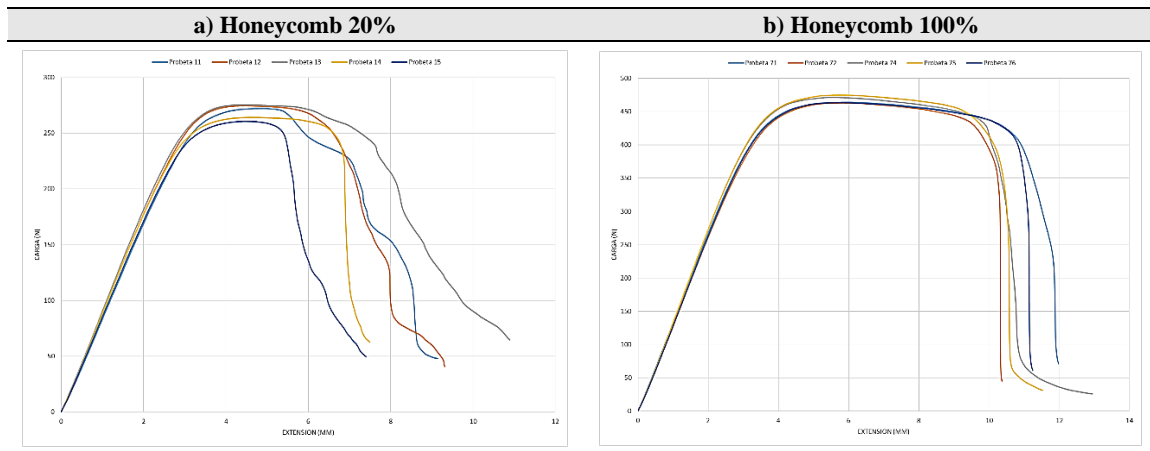 a) Honeycomb 20%
b) Honeycomb 100%
Probeta 11 Probeta 12 Probeta 13 Probeta 14 Probeta 15
300
250
200
150
100
50
0
CARGA (N)
0 2 4 6 8 10 12
EXTENSION (MM)
Probeta 71 Probeta 72 Probeta 74 Probeta 75 Probeta 76
500
450
400
350
300
250
200
150
100
50
0
CARGA (N)
0 2 4 6 8 10 12 14
EXTENSION (MM)